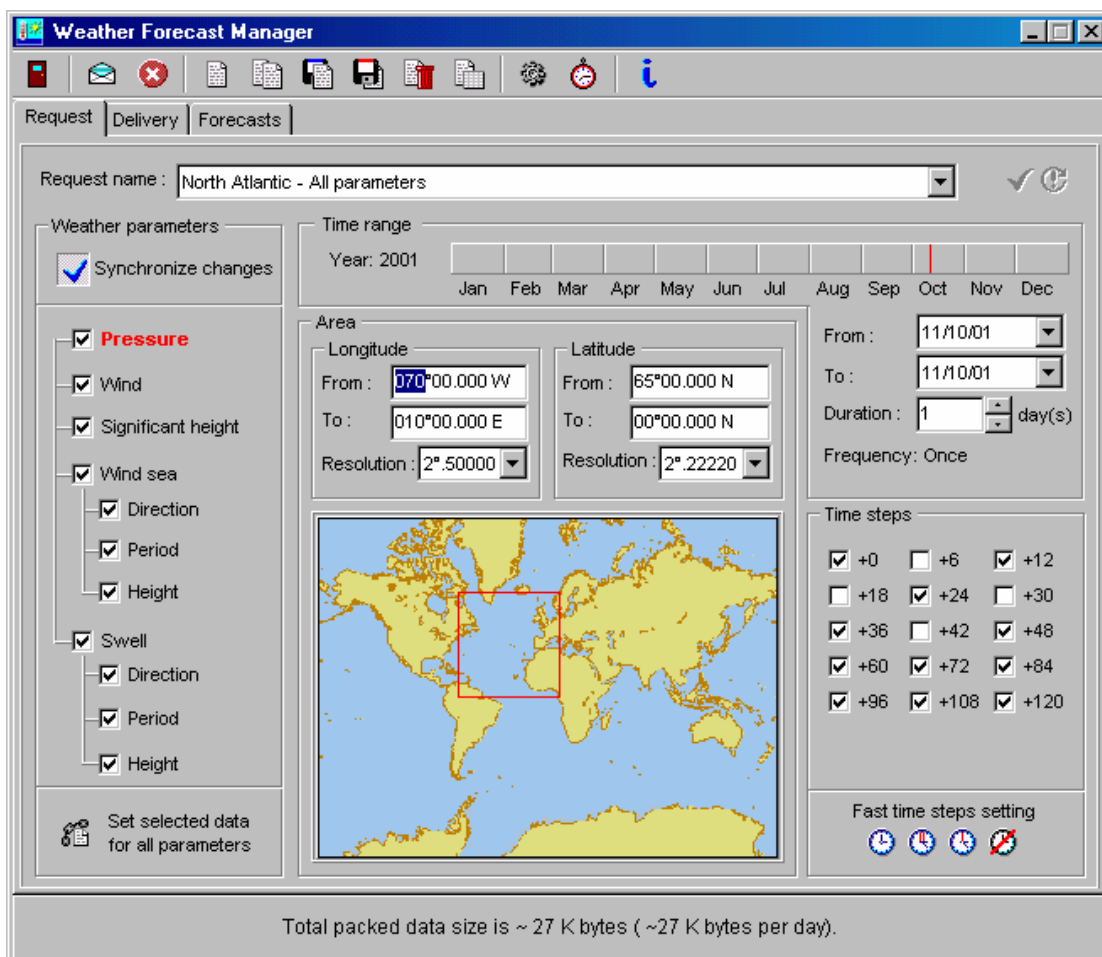 Weather Forecast Manager
Request Delivery Forecasts
Request name : North Atlantic - All parameters
Weather parameters
Synchronize changes
Pressure
Wind
Significant height
Wind sea
Direction
Period
Height
Swell
Direction
Period
Height
Set selected data
for all parameters
Time range
Year: 2001
Jan Feb Mar Apr May Jun Jul Aug Sep Oct Nov Dec
Area
Longitude
From : 070°00.000 W
To : 010°00.000 E
Resolution : 2°.50000
Latitude
From : 65°00.000 N
To : 00°00.000 N
Resolution : 2°.22220
From : 11/10/01
To : 11/10/01
Duration : 1 day(s)
Frequency: Once
Time steps
+0 +6 +12
+18 +24 +30
+36 +42 +48
+60 +72 +84
+96 +108 +120
Fast time steps setting
Total packed data size is ~ 27 K bytes ( ~27 K bytes per day).